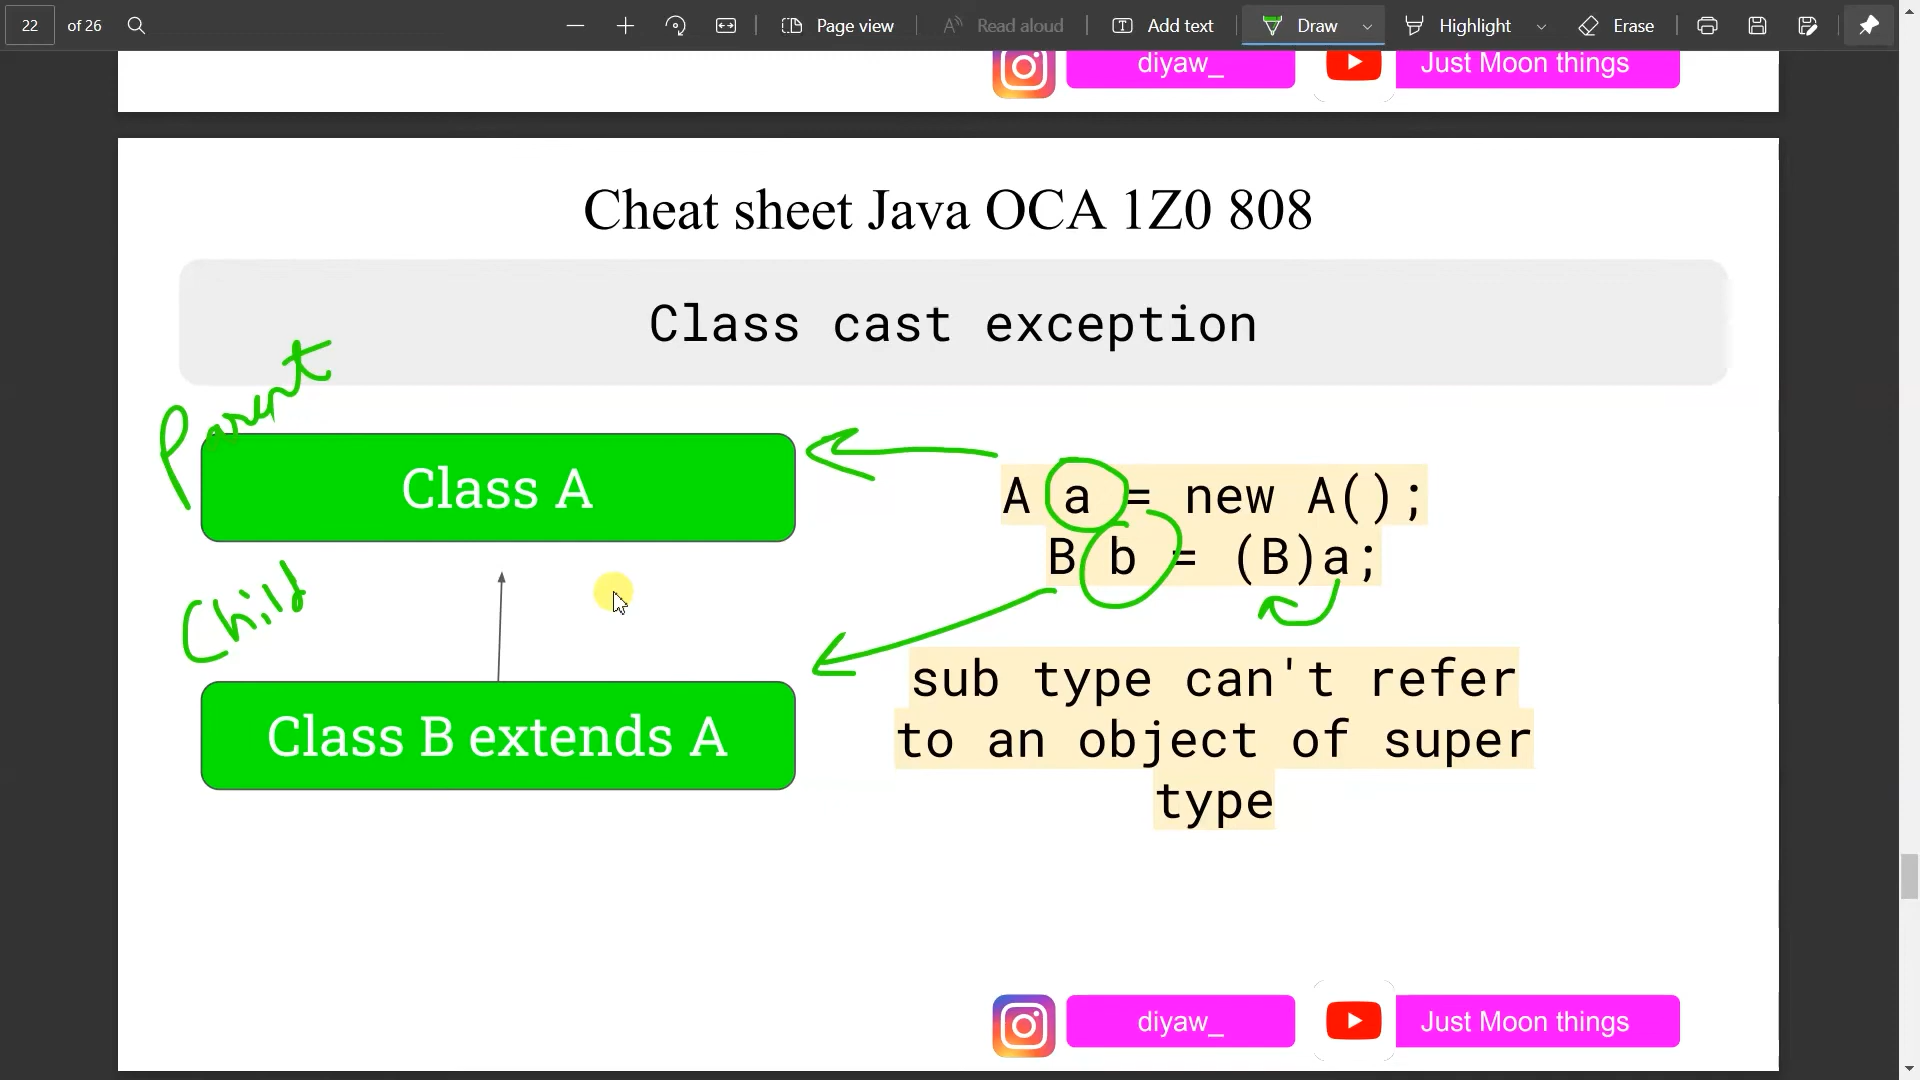 22 of 26 Page view Read aloud Add text Draw Highlight Erase
diyaw_ Just Moon things
Cheat sheet Java OCA 1Z0 808
Class cast exception
Parent
Class A
A a = new A();
B b = (B)a;
Child
sub type can't refer
to an object of super
type
Class B extends A
diyaw_ Just Moon things